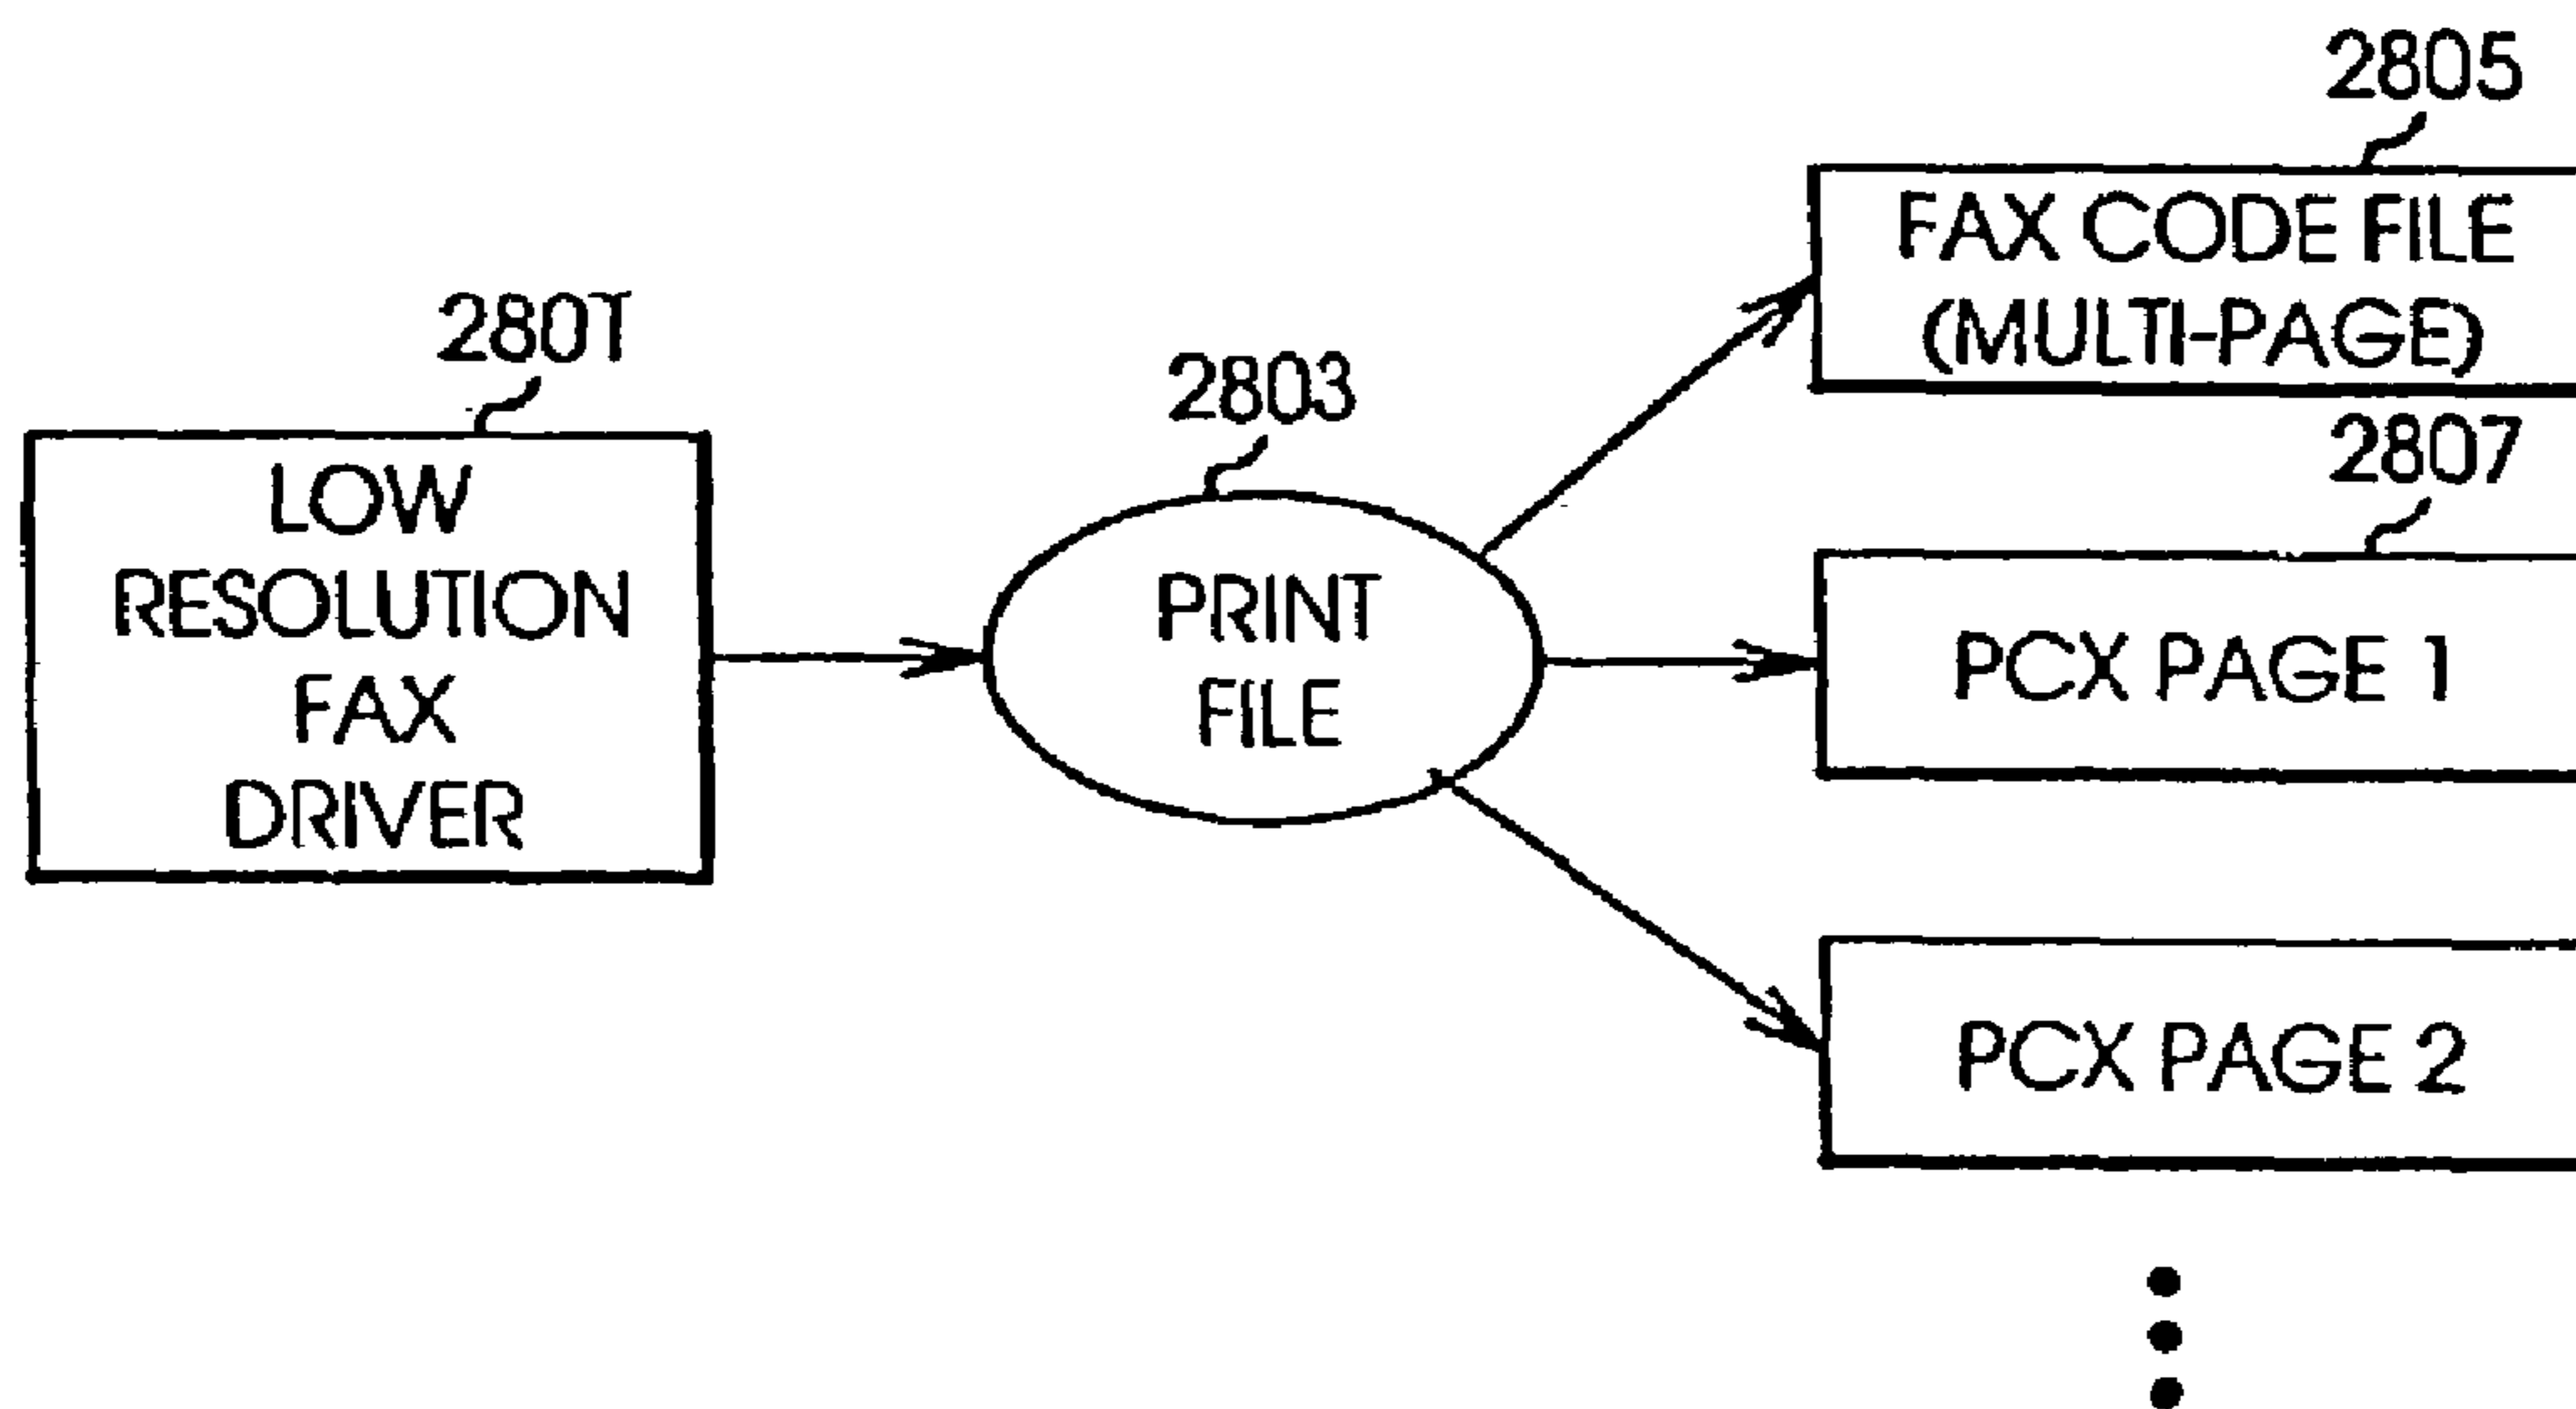 2805
FAX CODE FILE
(MULTI-PAGE)
2801
LOW
RESOLUTION
FAX
DRIVER
2803
PRINT
FILE
2807
PCX PAGE 1
PCX PAGE 2